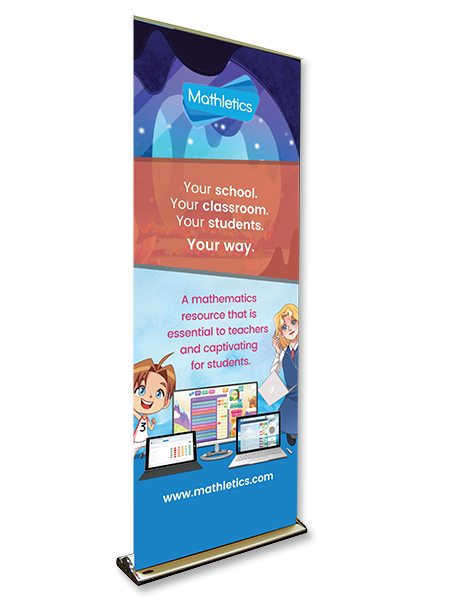 Mathletics
Your school.
Your classroom.
Your students.
Your way.
A mathematics
resource that is
essential to teachers
and captivating
for students.
3
www.mathletics.com